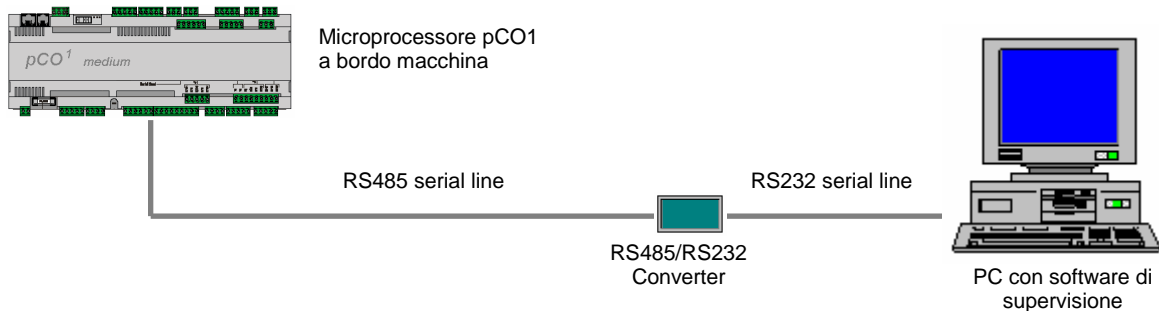 pCO1 medium
Microprocessore pCO1
a bordo macchina
RS485 serial line
RS232 serial line
RS485/RS232
Converter
PC con software di
supervisione